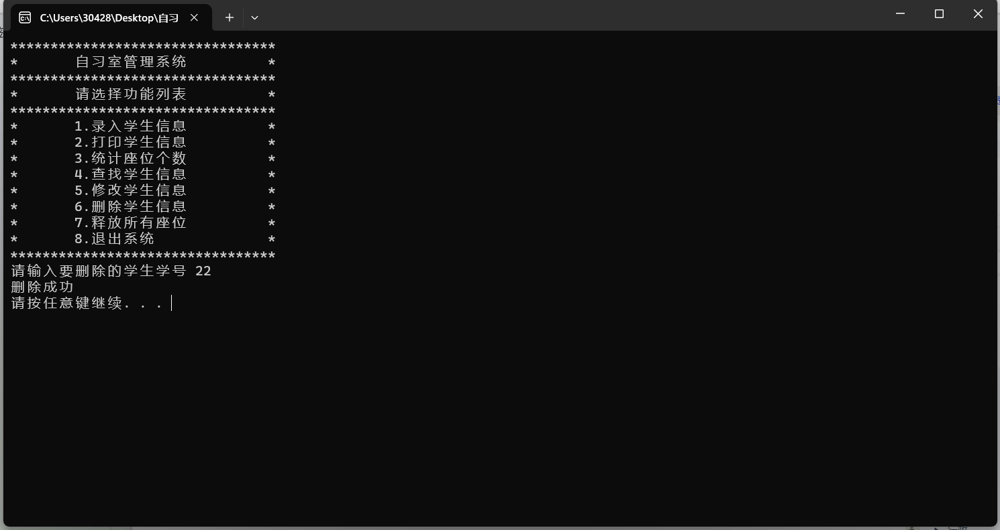 C:\Users\30428\Desktop\自习
*********************************
* 自习室管理系统 *
*********************************
* 请选择功能列表 *
*********************************
* 1.录入学生信息 *
* 2.打印学生信息 *
* 3.统计座位个数 *
* 4.查找学生信息 *
* 5.修改学生信息 *
* 6.删除学生信息 *
* 7.释放所有座位 *
* 8.退出系统 *
*********************************
请输入要删除的学生学号 22
删除成功
请按任意键继续. . .